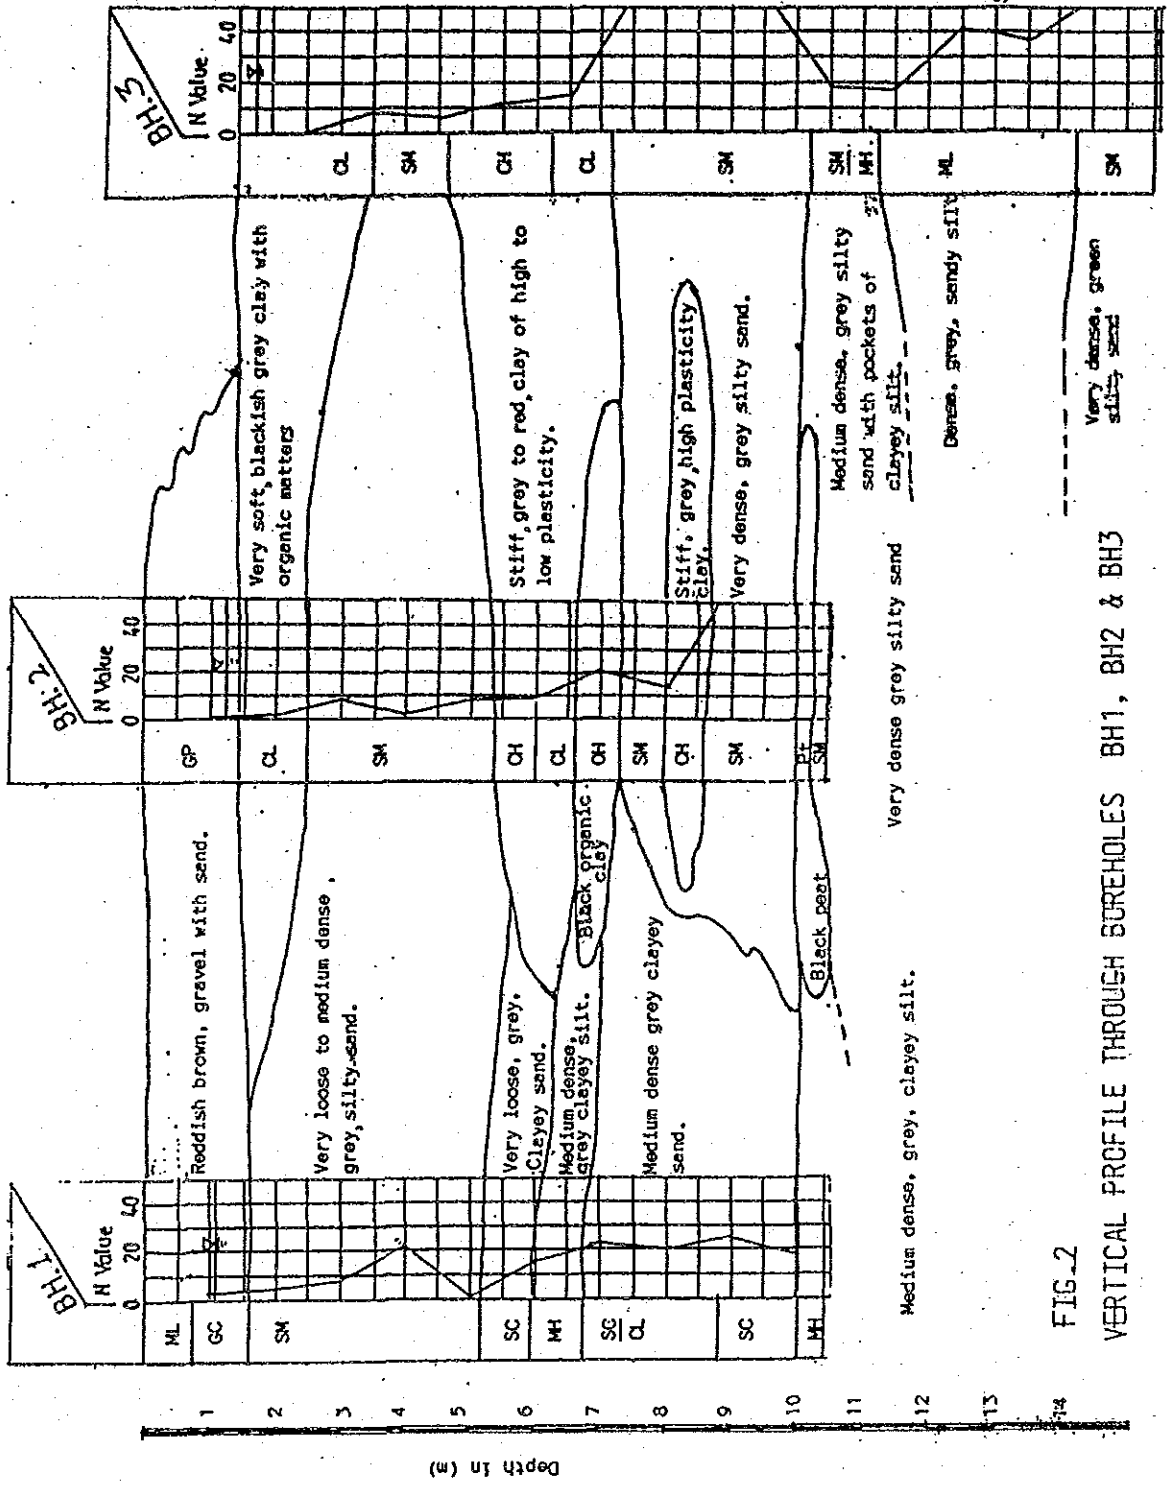 BH.1
N Value
0 20 40
ML
GC
SM
SC
MH
SC
CL
SC
MH
BH:2
N Value
0 20 40
GP
CL
SM
CH
CL
OH
SM
CH
SM
Pt
SM
BH.3
N Value
0 20 40
CL
SM
CH
CL
SM
SM
MH.
ML
SM
Reddish brown, gravel with sand.
Very soft, blackish grey clay with
organic matters
Very loose to medium dense,
grey, silty sand.
Very loose, grey,
Clayey sand.
Medium dense,
grey clayey silt.
Black organic
clay
Medium dense grey clayey
sand.
Stiff, grey to red, clay of high to
low plasticity.
Stiff, grey, high plasticity
clay.
Very dense, grey silty sand.
Black peat
Medium dense, grey silty
sand with pockets of
clayey silt.
Dense, grey, sandy silt
Very dense, green
silty sand
Very dense grey silty sand
Medium dense, grey, clayey silt.
Depth in (m)
1
2
3
4
5
6
7
8
9
10
11
12
13
14
FIG_2
VERTICAL PROFILE THROUGH BOREHOLES BH1, BH2 & BH3